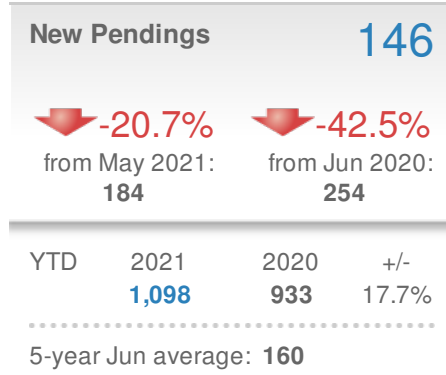 New Pendings 146
-20.7% -42.5%
from May 2021: from Jun 2020:
184 254
YTD 2021 2020 +/-
1,098 933 17.7%
5-year Jun average: 160